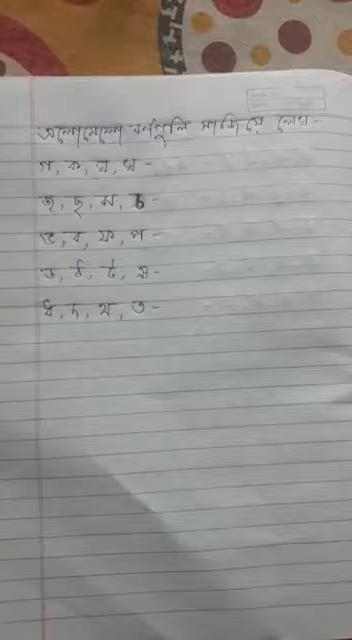 এলোমেলো বর্ণগুলি সাজিয়ে লেখ -
গ, ক, ঘ, খ -
জ, ছ, ঝ, চ -
ভ, ব, ফ, প -
ড, ঠ, ট, ঢ -
ধ, দ, থ, ত -